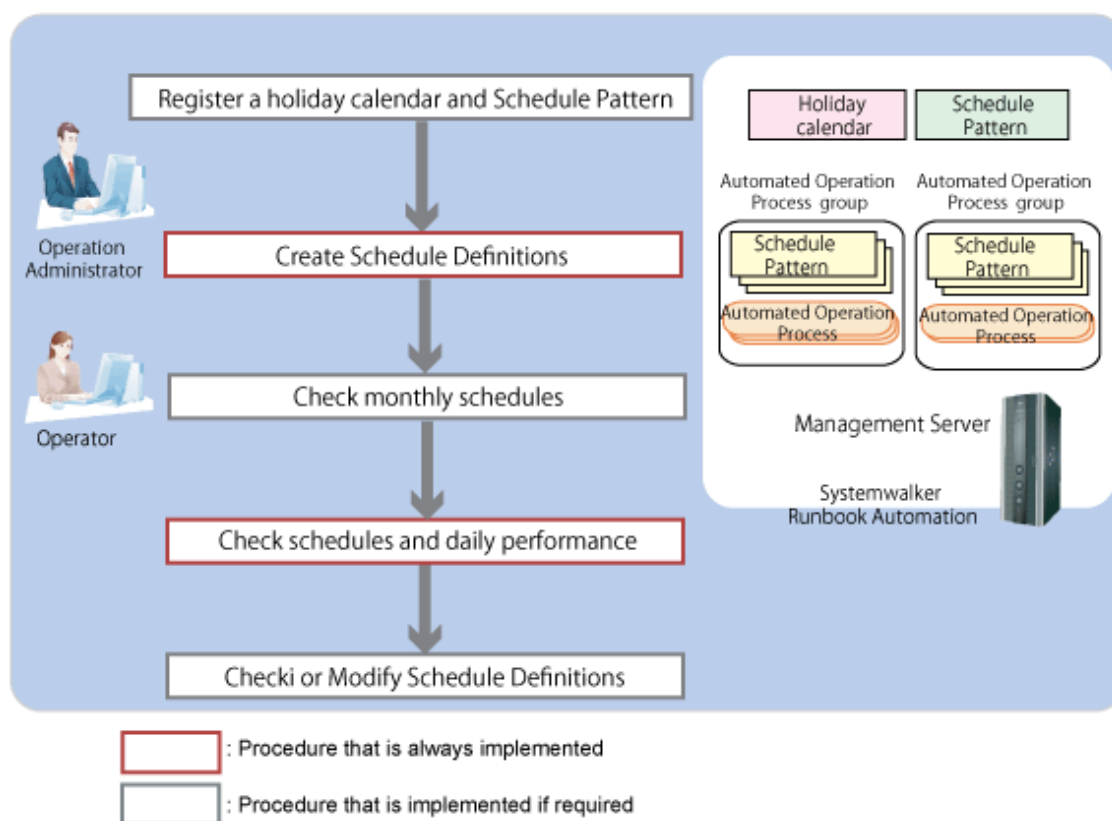 Register a holiday calendar and Schedule Pattern
Operation
Administrator
Create Schedule Definitions
Operator
Check monthly schedules
Check schedules and daily performance
Checki or Modify Schedule Definitions
Holiday
calendar
Schedule
Pattern
Automated Operation
Process group
Schedule
Pattern
Automated Operation
Process
Automated Operation
Process group
Schedule
Pattern
Automated Operation
Process
Management Server
Systemwalker
Runbook Automation
: Procedure that is always implemented
: Procedure that is implemented if required